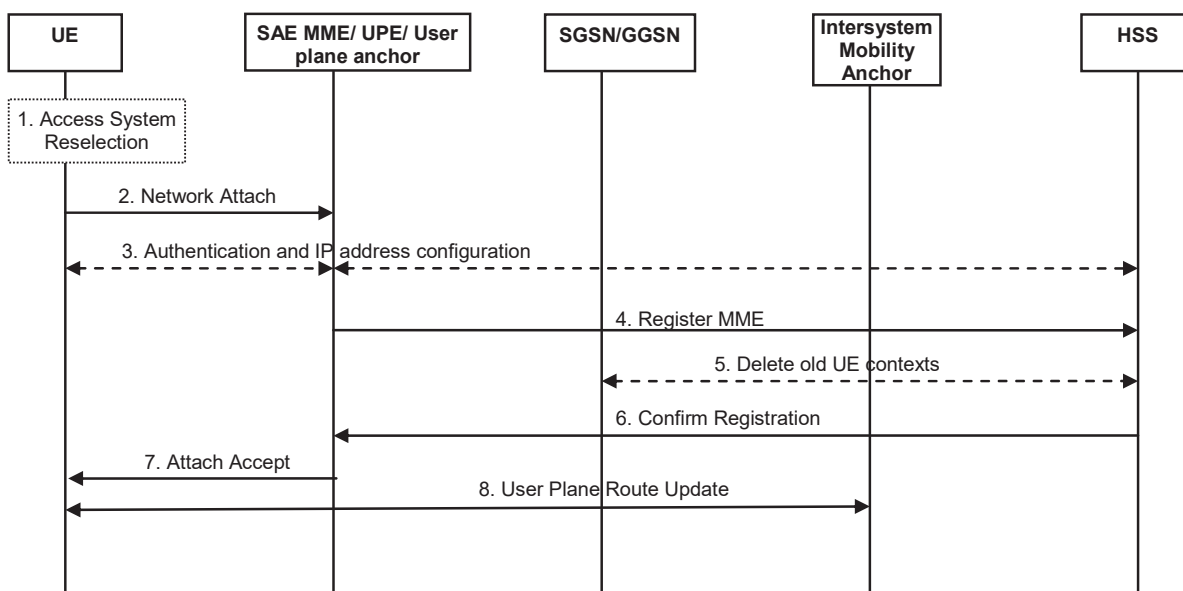 UE
SAE MME/ UPE/ User
plane anchor
SGSN/GGSN
Intersystem
Mobility
Anchor
HSS
1. Access System
Reselection
2. Network Attach
3. Authentication and IP address configuration
4. Register MME
5. Delete old UE contexts
6. Confirm Registration
7. Attach Accept
8. User Plane Route Update